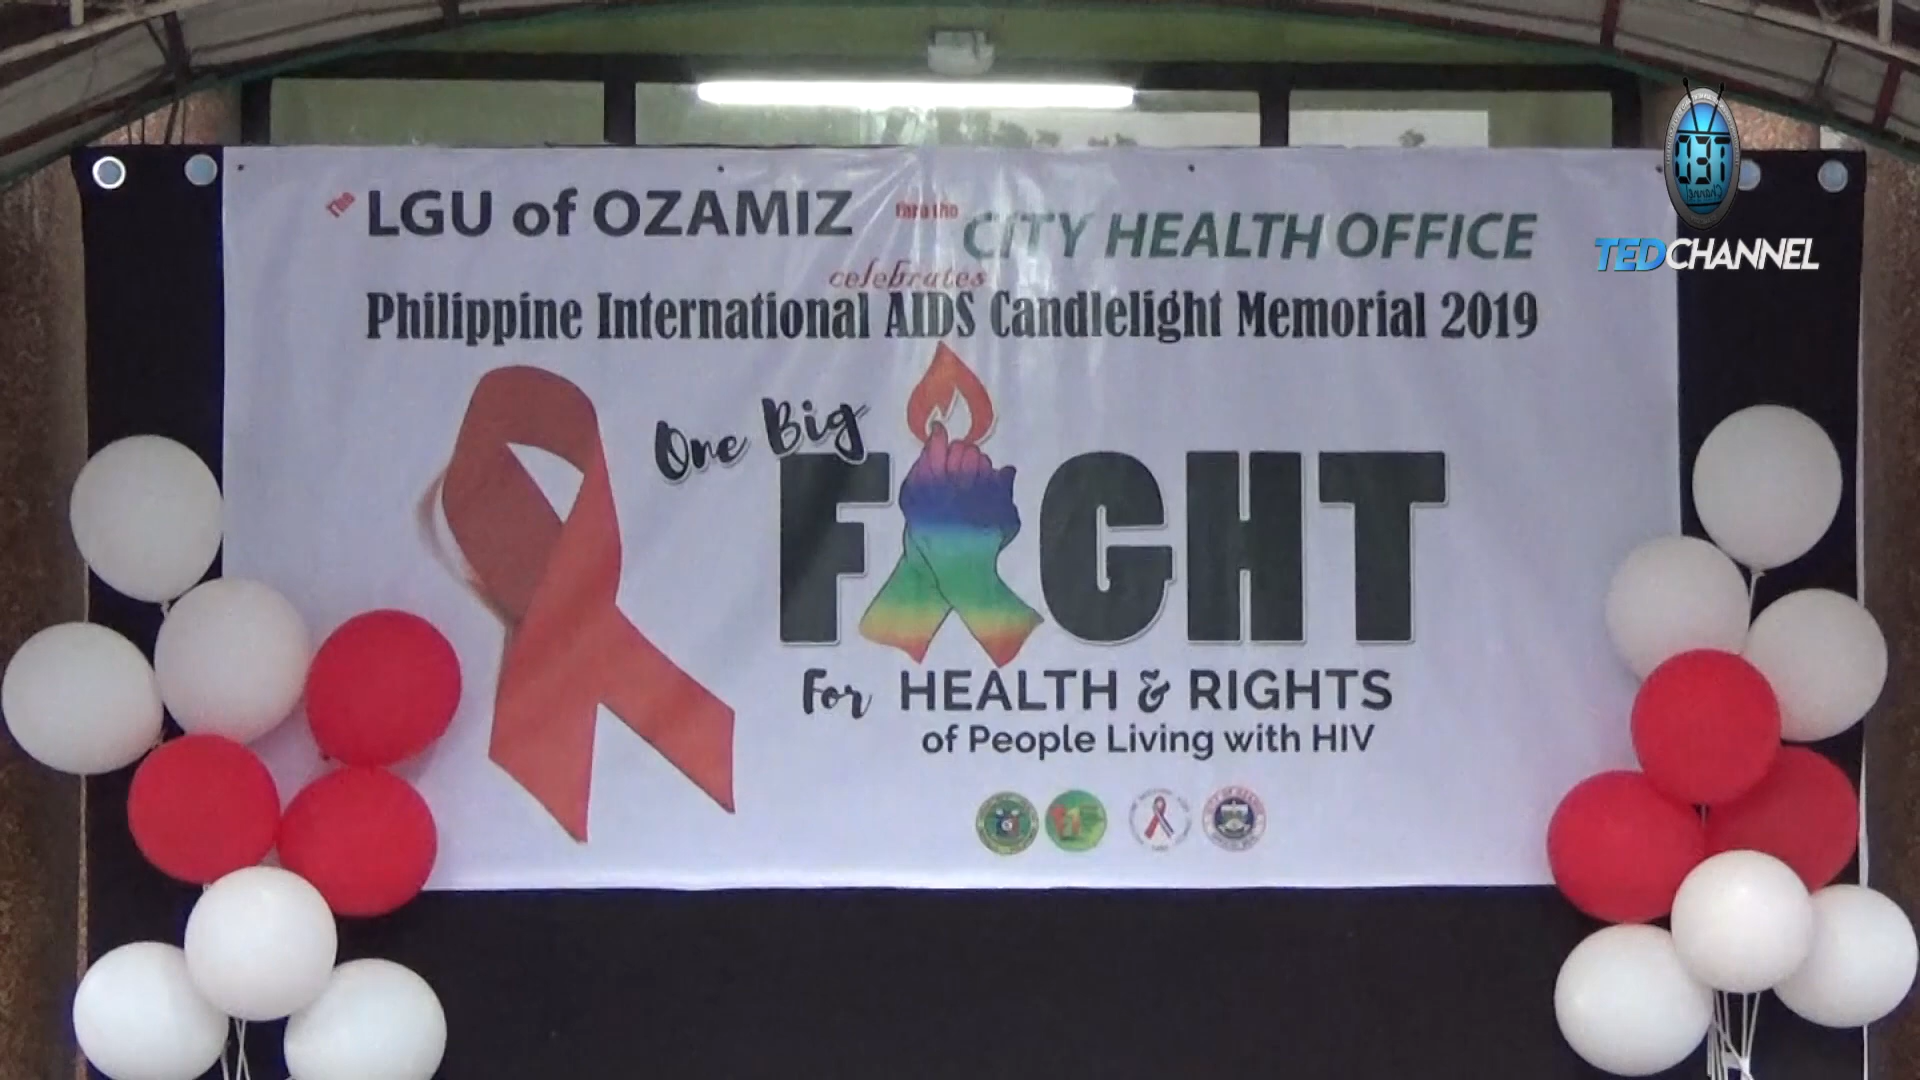 The LGU of OZAMIZ thru the CITY HEALTH OFFICE
celebrates
Philippine International AIDS Candlelight Memorial 2019
One Big
FIGHT
For HEALTH & RIGHTS
of People Living with HIV
TEDCHANNEL